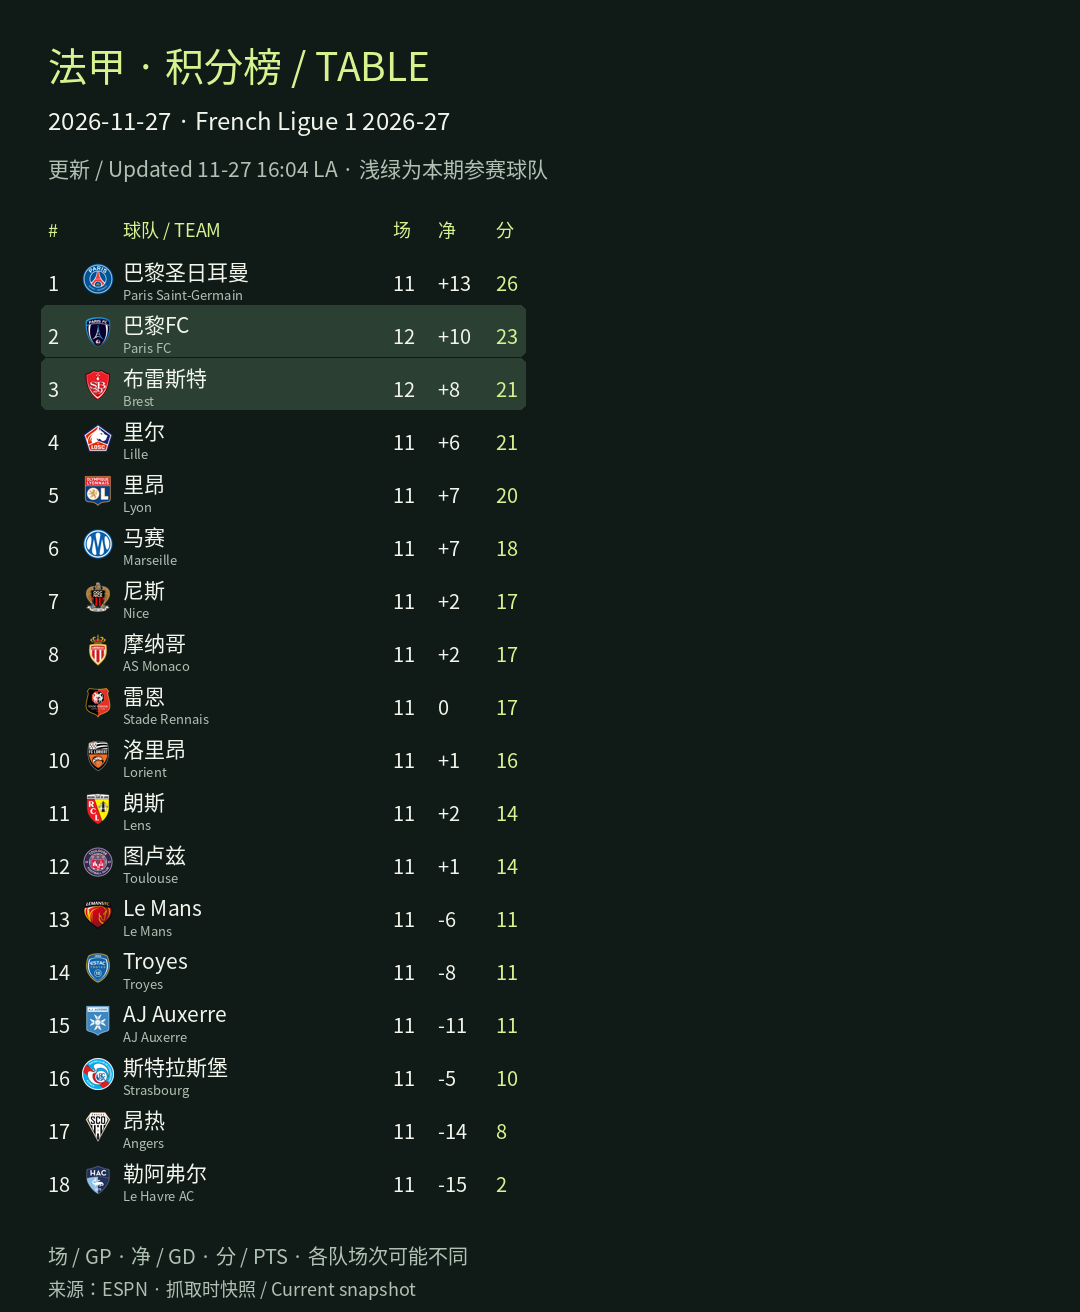 法甲 · 积分榜 / TABLE
2026-11-27 · French Ligue 1 2026-27
更新 / Updated 11-27 16:04 LA · 浅绿为本期参赛球队
# 球队 / TEAM 场 净 分
1 巴黎圣日耳曼 11 +13 26
Paris Saint-Germain
2 巴黎FC 12 +10 23
Paris FC
3 布雷斯特 12 +8 21
Brest
4 里尔 11 +6 21
Lille
5 里昂 11 +7 20
Lyon
6 马赛 11 +7 18
Marseille
7 尼斯 11 +2 17
Nice
8 摩纳哥 11 +2 17
AS Monaco
9 雷恩 11 0 17
Stade Rennais
10 洛里昂 11 +1 16
Lorient
11 朗斯 11 +2 14
Lens
12 图卢兹 11 +1 14
Toulouse
13 Le Mans 11 -6 11
Le Mans
14 Troyes 11 -8 11
Troyes
15 AJ Auxerre 11 -11 11
AJ Auxerre
16 斯特拉斯堡 11 -5 10
Strasbourg
17 昂热 11 -14 8
Angers
18 勒阿弗尔 11 -15 2
Le Havre AC
场 / GP · 净 / GD · 分 / PTS · 各队场次可能不同
来源：ESPN · 抓取时快照 / Current snapshot